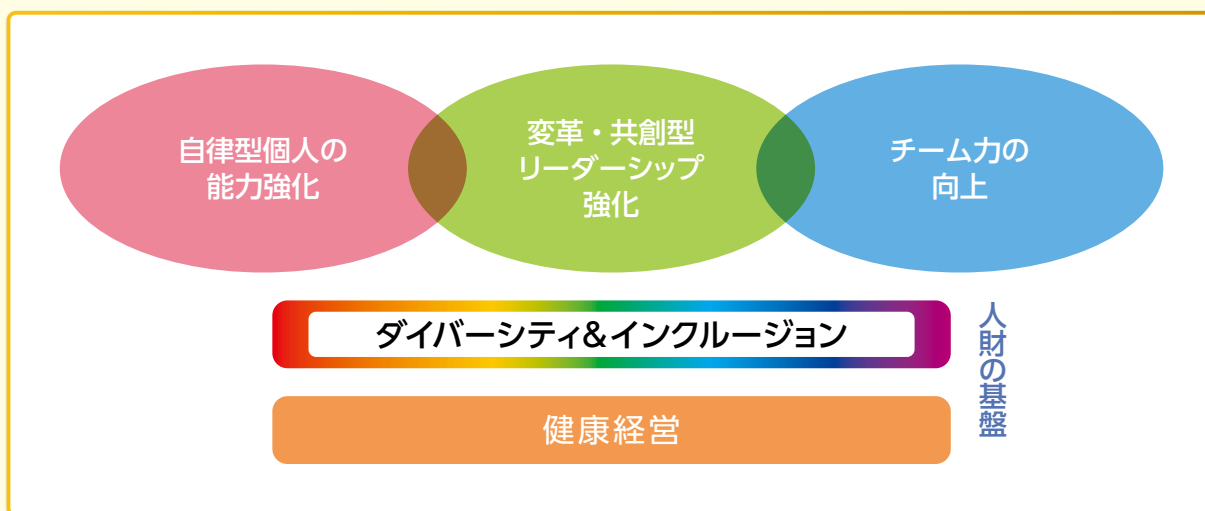 自律型個人の
能力強化
変革・共創型
リーダーシップ
強化
チーム力の
向上
ダイバーシティ&インクルージョン
健康経営
人財の基盤